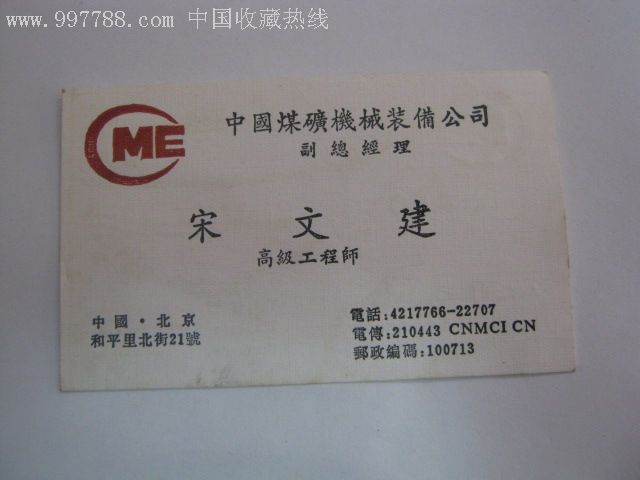 www.997788.com 中国收藏热线
CME
中國煤礦機械装備公司
副總經理
宋文建
高級工程師
中國·北京
和平里北街21號
電話:4217766-22707
電傳:210443 CNMCI CN
郵政編碼:100713